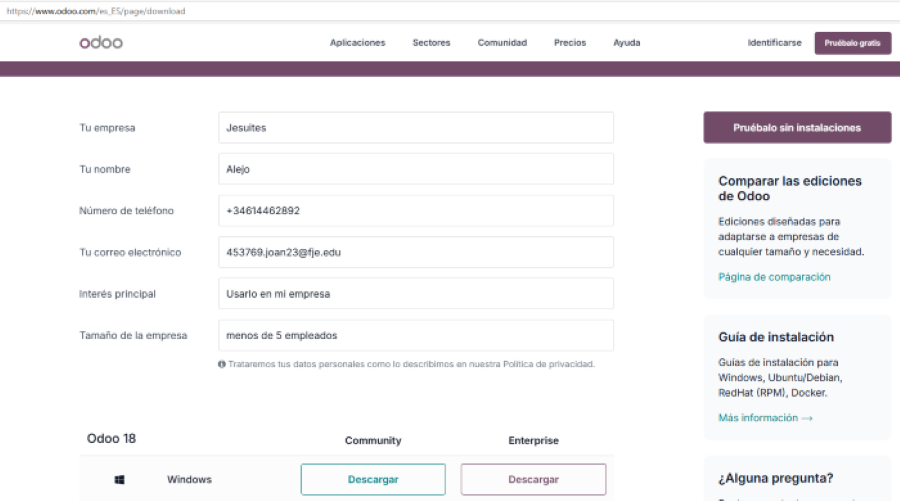 https://www.odoo.com/es_ES/page/download
odoo
Aplicaciones Sectores Comunidad Precios Ayuda Identificarse Pruébalo gratis
Tu empresa Jesuites
Tu nombre Alejo
Número de teléfono +34614462892
Tu correo electrónico 453769.joan23@fje.edu
Interés principal Usarlo en mi empresa
Tamaño de la empresa menos de 5 empleados
Trataremos tus datos personales como lo describimos en nuestra Política de privacidad.
Odoo 18 Community Enterprise
Windows Descargar Descargar
Pruébalo sin instalaciones
Comparar las ediciones
de Odoo
Ediciones diseñadas para
adaptarse a empresas de
cualquier tamaño y necesidad.
Página de comparación
Guía de instalación
Guías de instalación para
Windows, Ubuntu/Debian,
RedHat (RPM), Docker.
Más información →
¿Alguna pregunta?